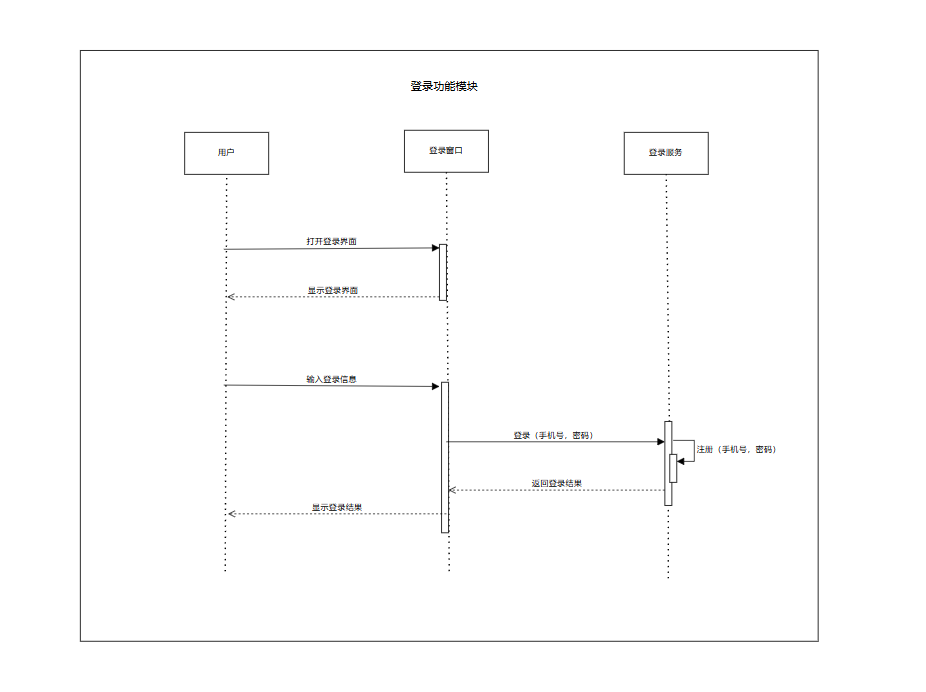 登录功能模块
用户
登录窗口
登录服务
打开登录界面
显示登录界面
输入登录信息
登录（手机号，密码）
注册（手机号，密码）
返回登录结果
显示登录结果